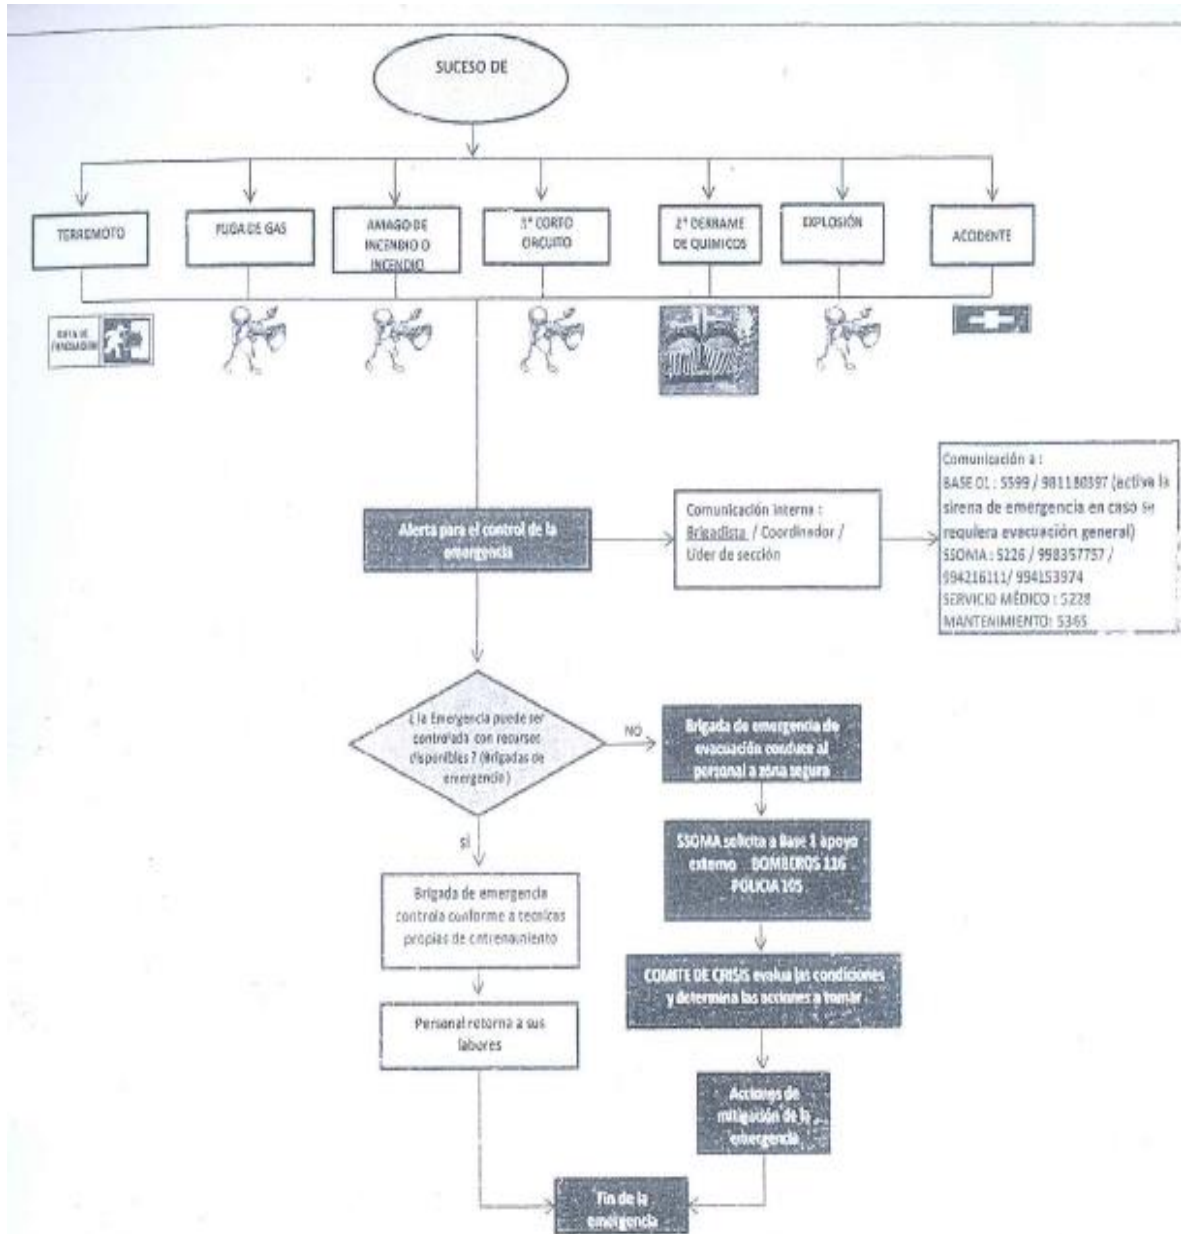 SUCESO DE
TERREMOTO
FUGA DE GAS
AMAGO DE
INCENDIO O
INCENDIO
1° CORTO
CIRCUITO
2° DERRAME
DE QUÍMICOS
EXPLOSIÓN
ACCIDENTE
RUTA DE
EVACUACIÓN
Alerta para el control de la
emergencia
Comunicación interna :
Brigadista / Coordinador /
Líder de sección
Comunicación a :
BASE 01 : 5599 / 981180397 (activa la
sirena de emergencia en caso se
requiera evacuación general)
SSOMA : 5226 / 998357757 /
994216111/ 994153974
SERVICIO MÉDICO : 5228
MANTENIMIENTO: 5365
¿ la Emergencia puede ser
controlada con recursos
disponibles ? (Brigadas de
emergencia )
NO
SI
Brigada de emergencia de
evacuación conduce al
personal a zona segura
SSOMA solicita a Base 1 apoyo
externo BOMBEROS 116
POLICIA 105
Brigada de emergencia
controla conforme a tecnicas
propias de entrenamiento
COMITE DE CRISIS evalua las condiciones
y determina las acciones a tomar
Personal retorna a sus
labores
Acciones de
mitigación de la
emergencia
Fin de la
emergencia